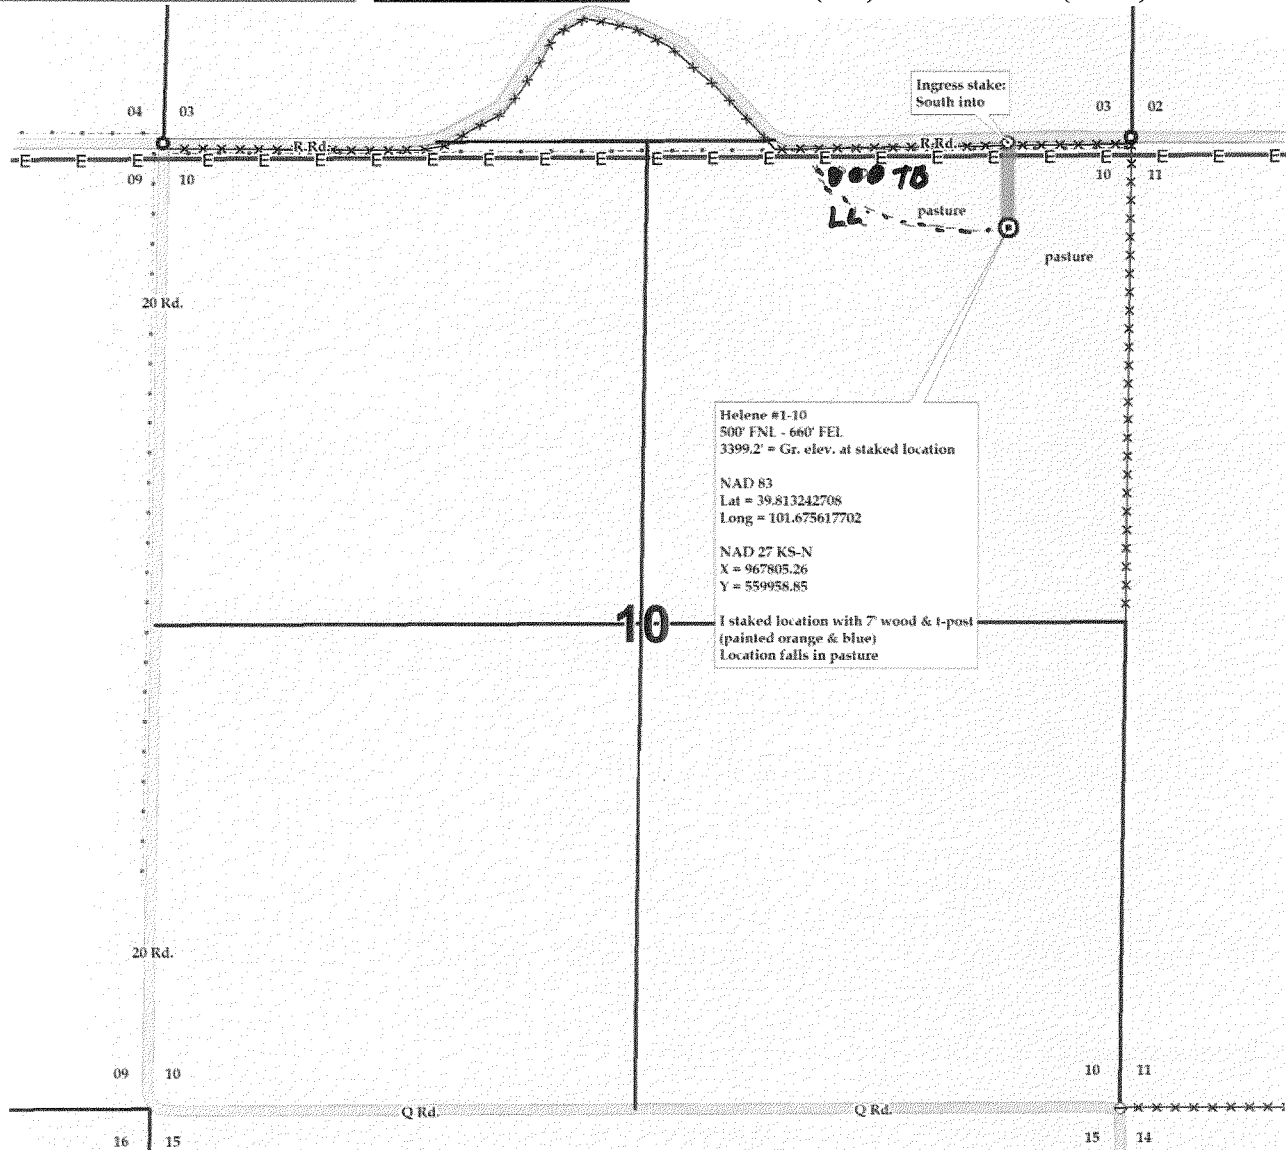 Ingress stake:
South into
04 03
03 02
R Rd.
R Rd.
E E E E E E E E E E E E E E E E E E E E E E E
09 10
10 11
TB
LL
pasture
pasture
20 Rd.
Helene #1-10
500' FNL - 660' FEL
3399.2' = Gr. elev. at staked location
NAD 83
Lat = 39.813242708
Long = 101.675617702
NAD 27 KS-N
X = 967805.26
Y = 559958.85
10
I staked location with 7' wood & t-post
(painted orange & blue)
Location falls in pasture
20 Rd.
09 10
10 11
Q Rd.
Q Rd.
16 15
15 14